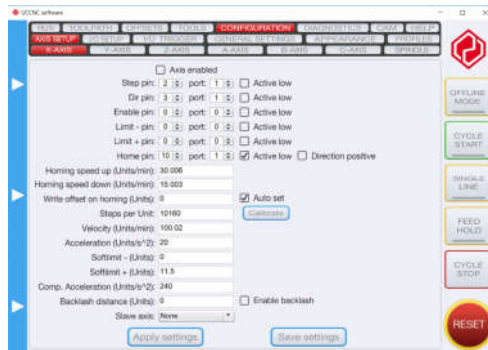 UCCNC software
RUN TOOLPATH OFFSETS TOOLS CONFIGURATION DIAGNOSTICS CAM HELP
AXIS SETUP I/O SETUP I/O TRIGGER GENERAL SETTINGS APPEARANCE PROFILES
X-AXIS Y-AXIS Z-AXIS A-AXIS B-AXIS C-AXIS SPINDLE
Axis enabled
Step pin: 2 port: 1 Active low
Dir pin: 3 port: 1 Active low
Enable pin: 0 port: 0 Active low
Limit - pin: 0 port: 0 Active low
Limit + pin: 0 port: 0 Active low
Home pin: 10 port: 1 Active low Direction positive
Homing speed up (Units/min): 30.006
Homing speed down (Units/min): 15.003
Write offset on homing (Units): 0 Auto set
Steps per Unit: 10160 Calibrate
Velocity (Units/min): 100.02
Acceleration (Units/s^2): 20
Softlimit - (Units): 0
Softlimit + (Units): 11.5
Comp. Acceleration (Units/s^2): 240
Backlash distance (Units): 0 Enable backlash
Slave axis: None
Apply settings Save settings
OFFLINE
MODE
CYCLE
START
SINGLE
LINE
FEED
HOLD
CYCLE
STOP
RESET